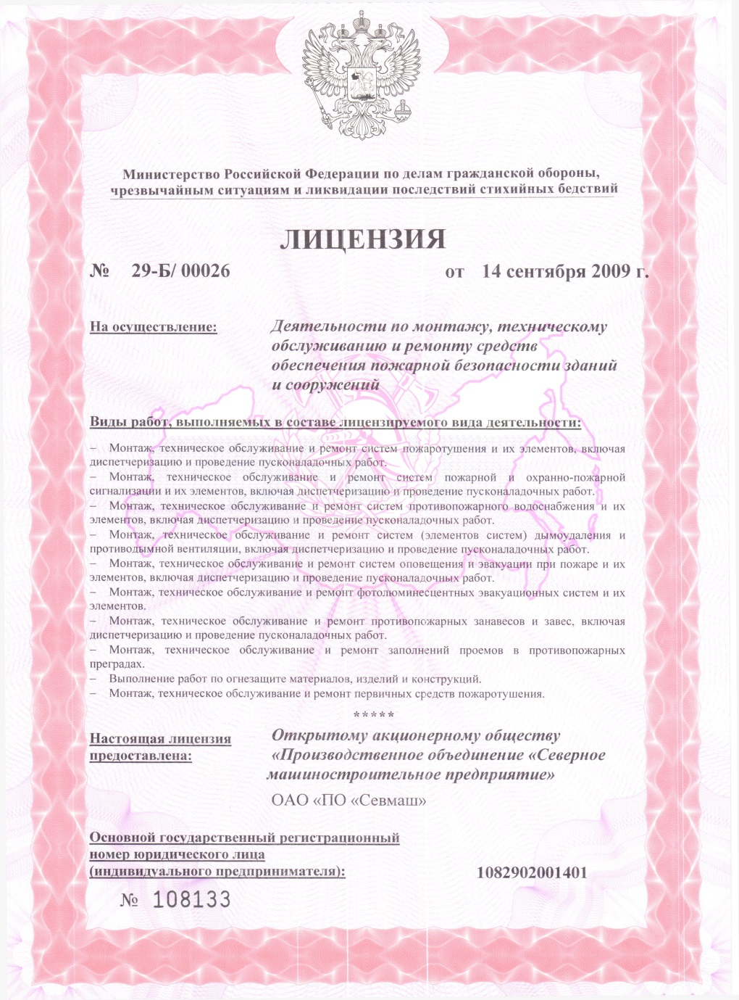 Министерство Российской Федерации по делам гражданской обороны,
чрезвычайным ситуациям и ликвидации последствий стихийных бедствий
ЛИЦЕНЗИЯ
№ 29-Б/ 00026 от 14 сентября 2009 г.
На осуществление: Деятельности по монтажу, техническому
обслуживанию и ремонту средств
обеспечения пожарной безопасности зданий
и сооружений
Виды работ, выполняемых в составе лицензируемого вида деятельности:
– Монтаж, техническое обслуживание и ремонт систем пожаротушения и их элементов, включая
диспетчеризацию и проведение пусконаладочных работ.
– Монтаж, техническое обслуживание и ремонт систем пожарной и охранно-пожарной
сигнализации и их элементов, включая диспетчеризацию и проведение пусконаладочных работ.
– Монтаж, техническое обслуживание и ремонт систем противопожарного водоснабжения и их
элементов, включая диспетчеризацию и проведение пусконаладочных работ.
– Монтаж, техническое обслуживание и ремонт систем (элементов систем) дымоудаления и
противодымной вентиляции, включая диспетчеризацию и проведение пусконаладочных работ.
– Монтаж, техническое обслуживание и ремонт систем оповещения и эвакуации при пожаре и их
элементов, включая диспетчеризацию и проведение пусконаладочных работ.
– Монтаж, техническое обслуживание и ремонт фотолюминесцентных эвакуационных систем и их
элементов.
– Монтаж, техническое обслуживание и ремонт противопожарных занавесов и завес, включая
диспетчеризацию и проведение пусконаладочных работ.
– Монтаж, техническое обслуживание и ремонт заполнений проемов в противопожарных
преградах.
– Выполнение работ по огнезащите материалов, изделий и конструкций.
– Монтаж, техническое обслуживание и ремонт первичных средств пожаротушения.
*****
Настоящая лицензия
предоставлена:
Открытому акционерному обществу
«Производственное объединение «Северное
машиностроительное предприятие»
ОАО «ПО «Севмаш»
Основной государственный регистрационный
номер юридического лица
(индивидуального предпринимателя): 1082902001401
№ 108133